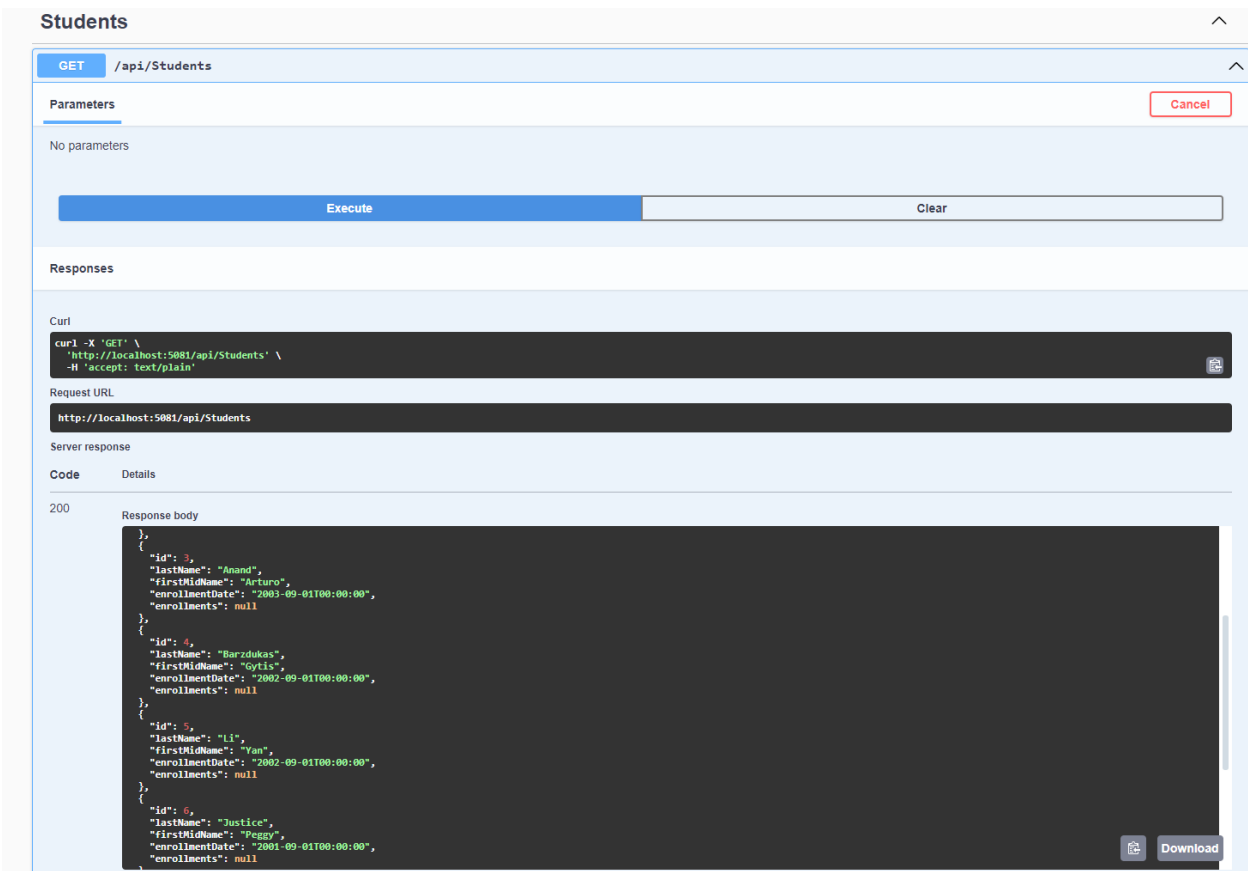 Students
GET /api/Students
Parameters
Cancel
No parameters
Execute
Clear
Responses
Curl
curl -X 'GET' \
  'http://localhost:5081/api/Students' \
  -H 'accept: text/plain'
Request URL
http://localhost:5081/api/Students
Server response
Code Details
200
Response body
  },
  {
    "id": 3,
    "lastName": "Anand",
    "firstMidName": "Arturo",
    "enrollmentDate": "2003-09-01T00:00:00",
    "enrollments": null
  },
  {
    "id": 4,
    "lastName": "Barzdukas",
    "firstMidName": "Gytis",
    "enrollmentDate": "2002-09-01T00:00:00",
    "enrollments": null
  },
  {
    "id": 5,
    "lastName": "Li",
    "firstMidName": "Yan",
    "enrollmentDate": "2002-09-01T00:00:00",
    "enrollments": null
  },
  {
    "id": 6,
    "lastName": "Justice",
    "firstMidName": "Peggy",
    "enrollmentDate": "2001-09-01T00:00:00",
    "enrollments": null
  }
Download